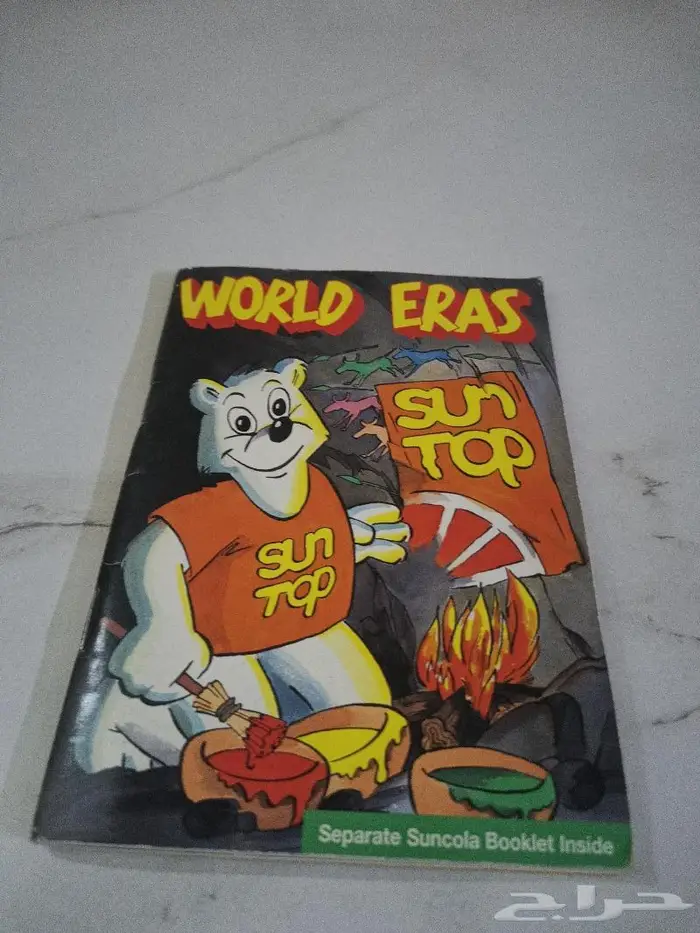 WORLD ERAS
sun
TOP
sun
TOP
Separate Suncola Booklet Inside
حراج